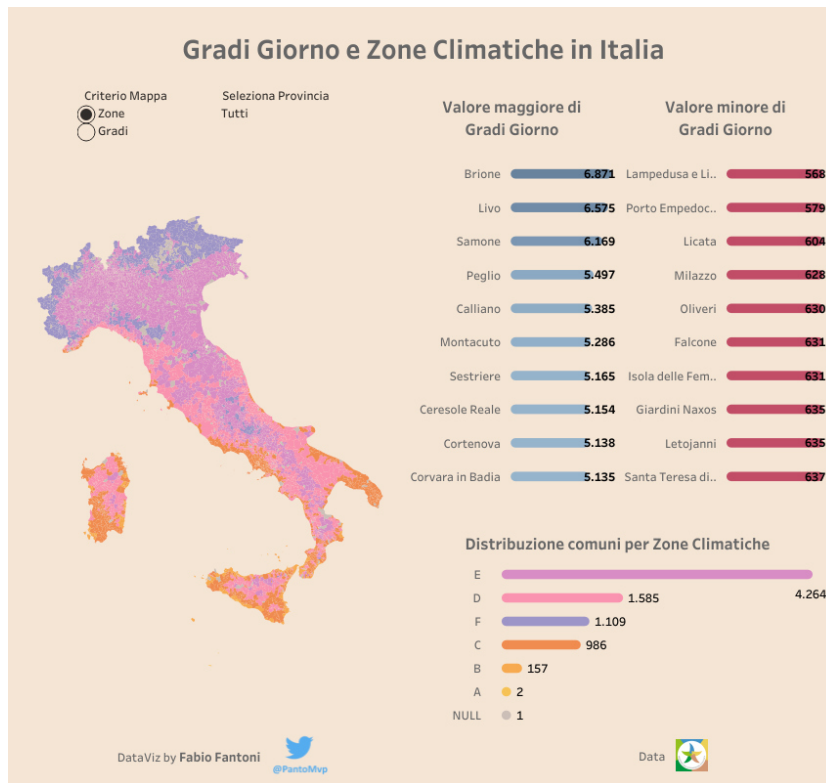 Gradi Giorno e Zone Climatiche in Italia
Criterio Mappa
Zone
Gradi
Seleziona Provincia
Tutti
Valore maggiore di
Gradi Giorno
Brione 6.871
Livo 6.575
Samone 6.169
Peglio 5.497
Calliano 5.385
Montacuto 5.286
Sestriere 5.165
Ceresole Reale 5.154
Cortenova 5.138
Corvara in Badia 5.135
Valore minore di
Gradi Giorno
Lampedusa e Li.. 568
Porto Empedoc.. 579
Licata 604
Milazzo 628
Oliveri 630
Falcone 631
Isola delle Fem.. 631
Giardini Naxos 635
Letojanni 635
Santa Teresa di.. 637
Distribuzione comuni per Zone Climatiche
E 4.264
D 1.585
F 1.109
C 986
B 157
A 2
NULL 1
DataViz by Fabio Fantoni
@PantoMvp
Data